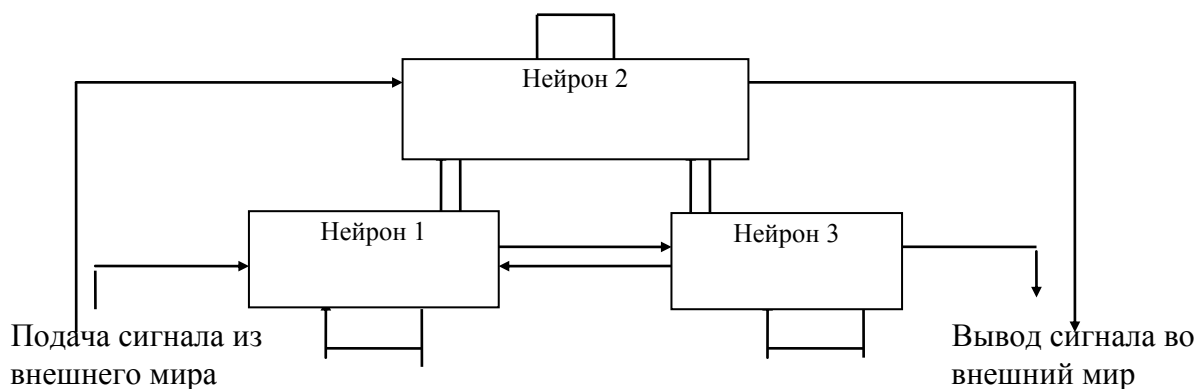 Нейрон 2
Нейрон 1
Нейрон 3
Подача сигнала из
внешнего мира
Вывод сигнала во
внешний мир